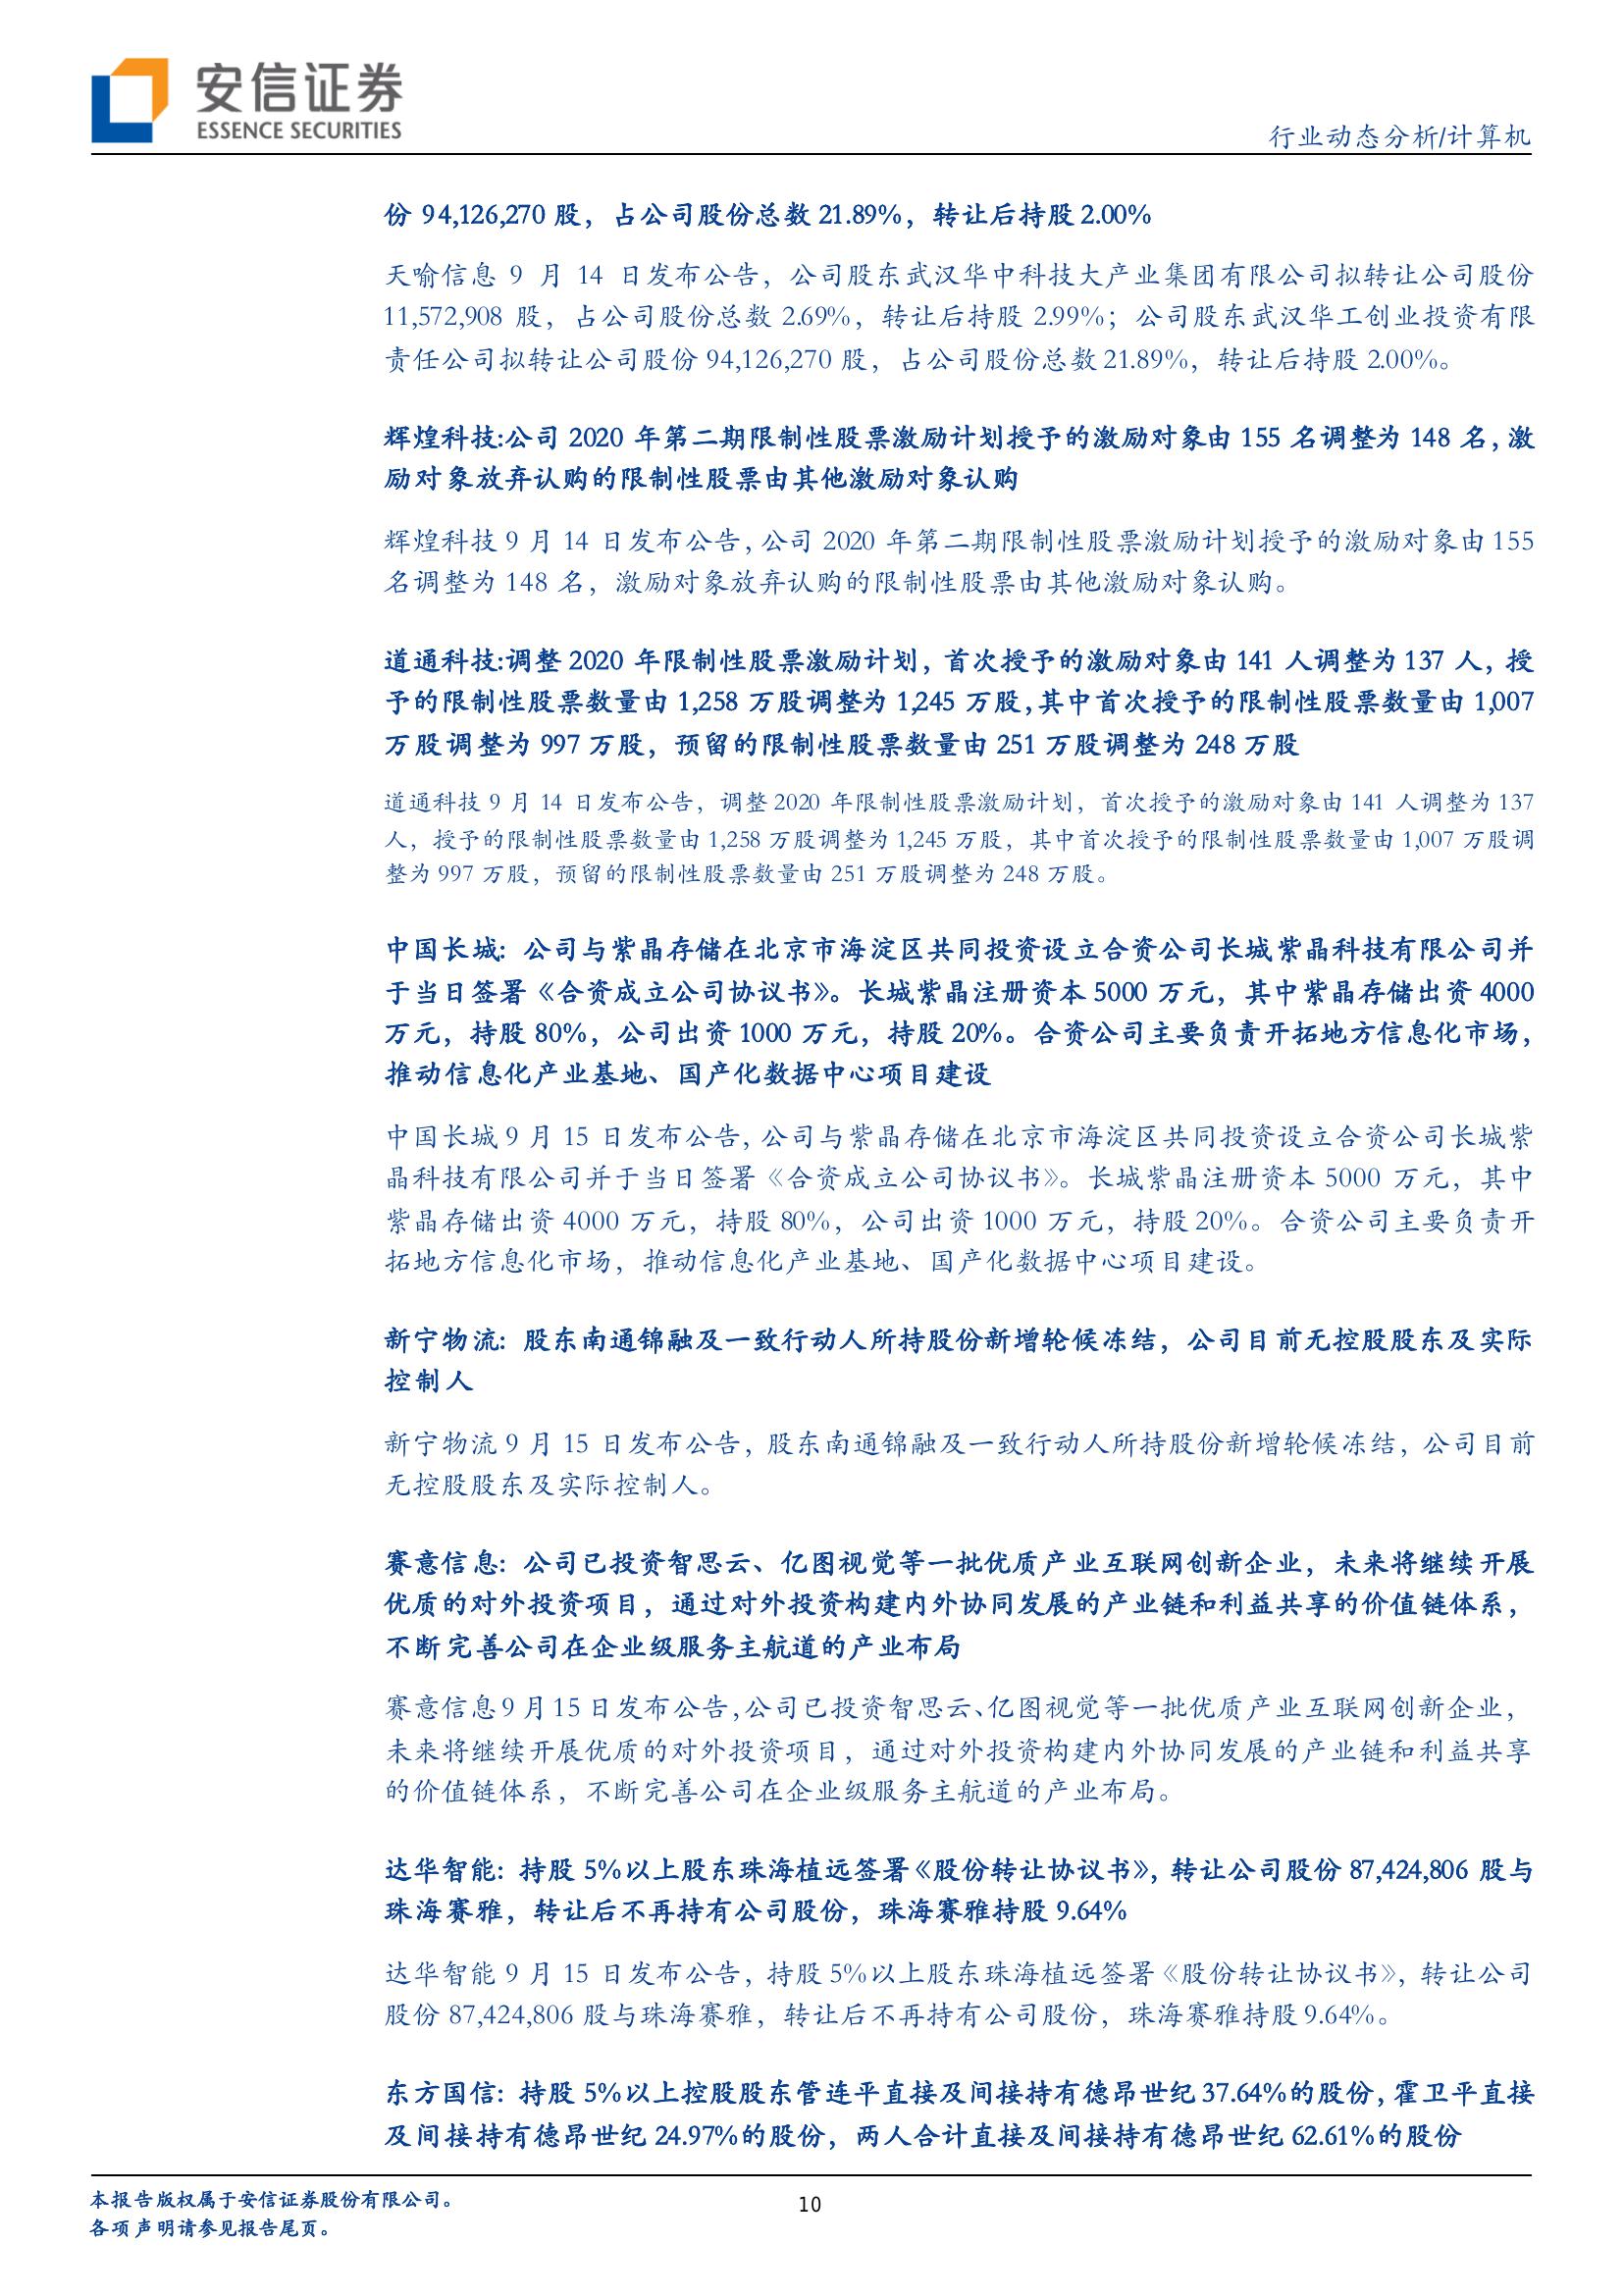 安信证券
ESSENCE SECURITIES
行业动态分析/计算机
份 94,126,270 股，占公司股份总数 21.89%，转让后持股 2.00%
天喻信息 9 月 14 日发布公告，公司股东武汉华中科技大产业集团有限公司拟转让公司股份
11,572,908 股，占公司股份总数 2.69%，转让后持股 2.99%；公司股东武汉华工创业投资有限
责任公司拟转让公司股份 94,126,270 股，占公司股份总数 21.89%，转让后持股 2.00%。
辉煌科技:公司 2020 年第二期限制性股票激励计划授予的激励对象由 155 名调整为 148 名，激
励对象放弃认购的限制性股票由其他激励对象认购
辉煌科技 9 月 14 日发布公告，公司 2020 年第二期限制性股票激励计划授予的激励对象由 155
名调整为 148 名，激励对象放弃认购的限制性股票由其他激励对象认购。
道通科技:调整 2020 年限制性股票激励计划，首次授予的激励对象由 141 人调整为 137 人，授
予的限制性股票数量由 1,258 万股调整为 1,245 万股，其中首次授予的限制性股票数量由 1,007
万股调整为 997 万股，预留的限制性股票数量由 251 万股调整为 248 万股
道通科技 9 月 14 日发布公告，调整 2020 年限制性股票激励计划，首次授予的激励对象由 141 人调整为 137
人，授予的限制性股票数量由 1,258 万股调整为 1,245 万股，其中首次授予的限制性股票数量由 1,007 万股调
整为 997 万股，预留的限制性股票数量由 251 万股调整为 248 万股。
中国长城：公司与紫晶存储在北京市海淀区共同投资设立合资公司长城紫晶科技有限公司并
于当日签署《合资成立公司协议书》。长城紫晶注册资本 5000 万元，其中紫晶存储出资 4000
万元，持股 80%，公司出资 1000 万元，持股 20%。合资公司主要负责开拓地方信息化市场，
推动信息化产业基地、国产化数据中心项目建设
中国长城 9 月 15 日发布公告，公司与紫晶存储在北京市海淀区共同投资设立合资公司长城紫
晶科技有限公司并于当日签署《合资成立公司协议书》。长城紫晶注册资本 5000 万元，其中
紫晶存储出资 4000 万元，持股 80%，公司出资 1000 万元，持股 20%。合资公司主要负责开
拓地方信息化市场，推动信息化产业基地、国产化数据中心项目建设。
新宁物流：股东南通锦融及一致行动人所持股份新增轮候冻结，公司目前无控股股东及实际
控制人
新宁物流 9 月 15 日发布公告，股东南通锦融及一致行动人所持股份新增轮候冻结，公司目前
无控股股东及实际控制人。
赛意信息：公司已投资智思云、亿图视觉等一批优质产业互联网创新企业，未来将继续开展
优质的对外投资项目，通过对外投资构建内外协同发展的产业链和利益共享的价值链体系，
不断完善公司在企业级服务主航道的产业布局
赛意信息 9 月 15 日发布公告，公司已投资智思云、亿图视觉等一批优质产业互联网创新企业，
未来将继续开展优质的对外投资项目，通过对外投资构建内外协同发展的产业链和利益共享
的价值链体系，不断完善公司在企业级服务主航道的产业布局。
达华智能：持股 5%以上股东珠海植远签署《股份转让协议书》，转让公司股份 87,424,806 股与
珠海赛雅，转让后不再持有公司股份，珠海赛雅持股 9.64%
达华智能 9 月 15 日发布公告，持股 5%以上股东珠海植远签署《股份转让协议书》，转让公司
股份 87,424,806 股与珠海赛雅，转让后不再持有公司股份，珠海赛雅持股 9.64%。
东方国信：持股 5%以上控股股东管连平直接及间接持有德昂世纪 37.64%的股份，霍卫平直接
及间接持有德昂世纪 24.97%的股份，两人合计直接及间接持有德昂世纪 62.61%的股份
本报告版权属于安信证券股份有限公司。
10
各项声明请参见报告尾页。